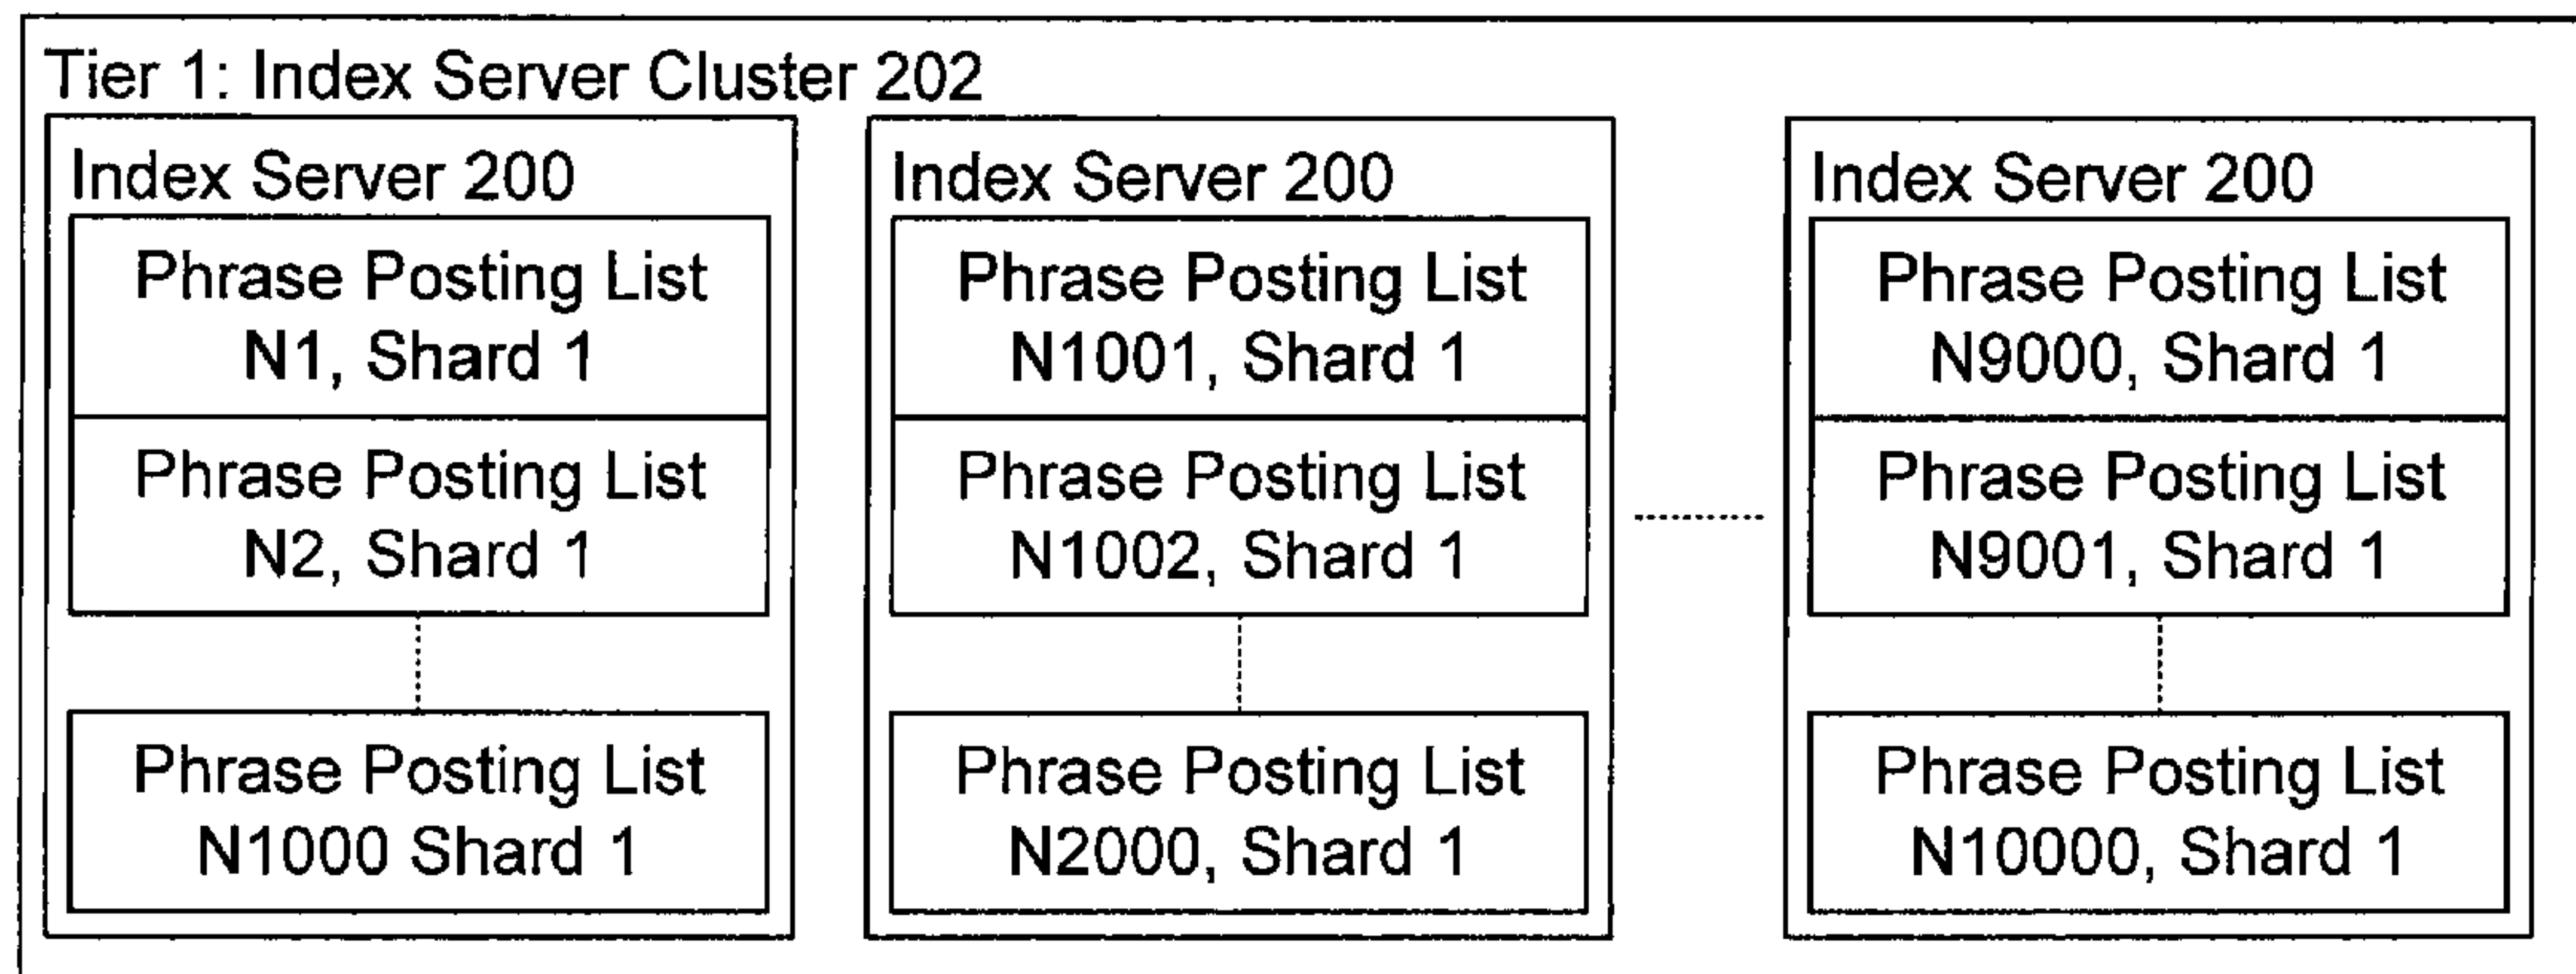 Tier 1: Index Server Cluster 202
Index Server 200
Phrase Posting List
N1, Shard 1
Phrase Posting List
N2, Shard 1
Phrase Posting List
N1000 Shard 1
Index Server 200
Phrase Posting List
N1001, Shard 1
Phrase Posting List
N1002, Shard 1
Phrase Posting List
N2000, Shard 1
Index Server 200
Phrase Posting List
N9000, Shard 1
Phrase Posting List
N9001, Shard 1
Phrase Posting List
N10000, Shard 1